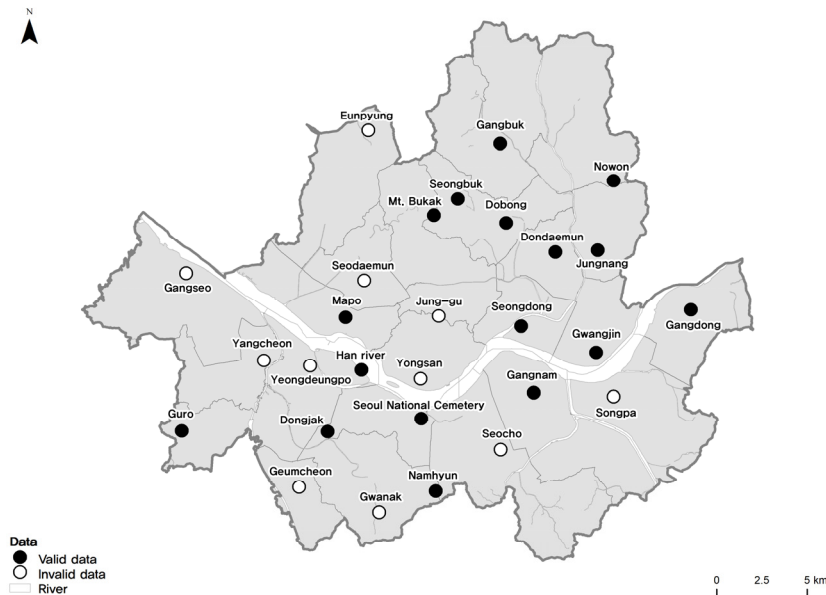 N
Eunpyung
Gangbuk
Nowon
Seongbuk
Mt. Bukak
Dobong
Dondaemun
Jungnang
Seodaemun
Gangseo
Mapo
Jung-gu
Seongdong
Gangdong
Gwangjin
Yangcheon
Han river
Yongsan
Yeongdeungpo
Gangnam
Songpa
Seoul National Cemetery
Guro
Dongjak
Seocho
Geumcheon
Namhyun
Gwanak
Data
Valid data
Invalid data
River
0 2.5 5 km